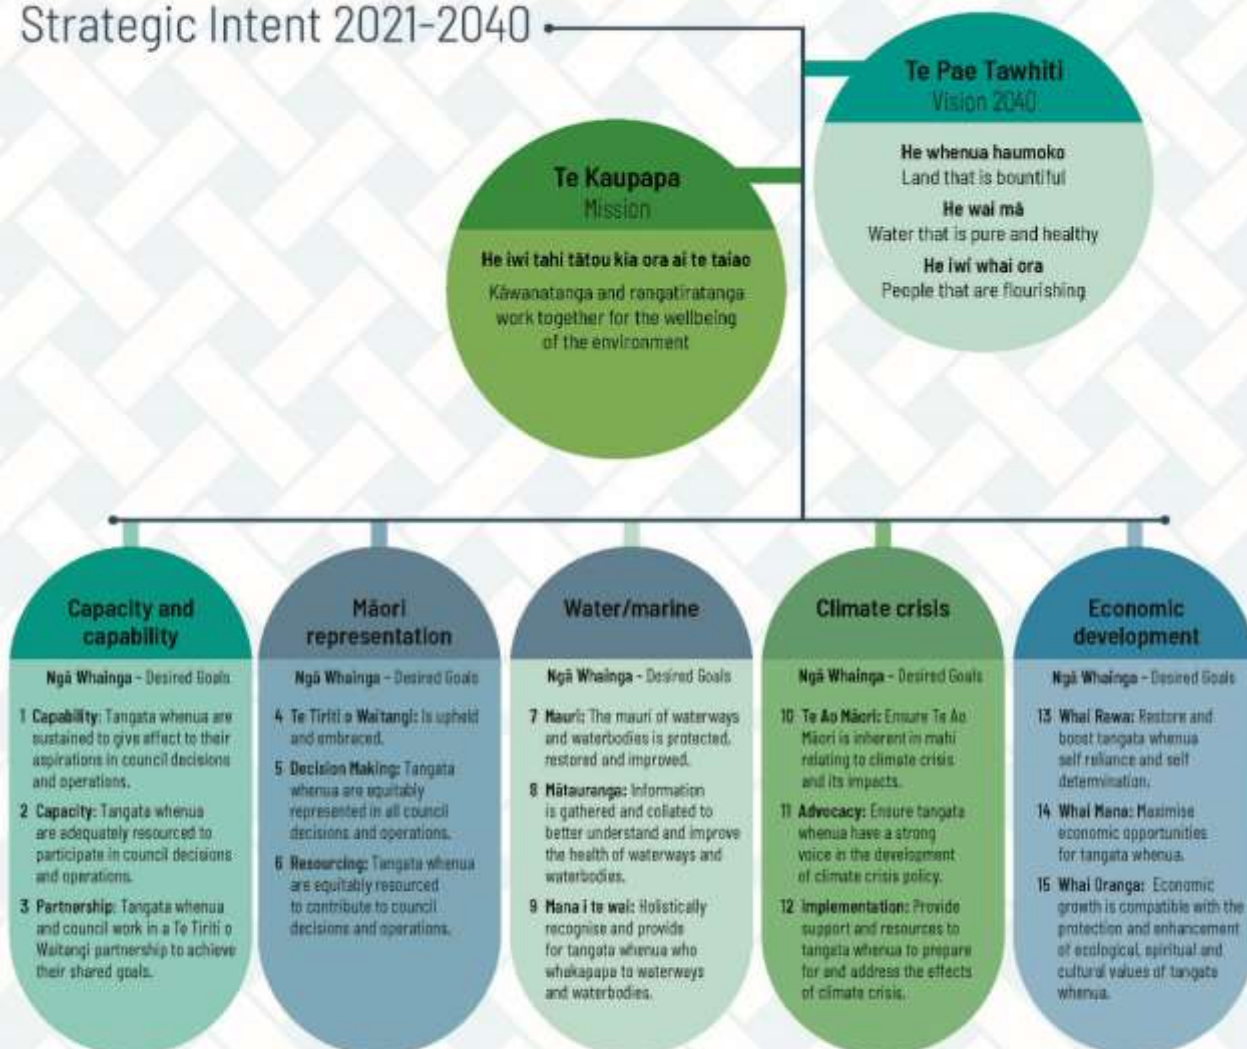 Strategic Intent 2021-2040
Te Pae Tawhiti
Vision 2040
He whenua haumoko
Land that is bountiful
He wai mā
Water that is pure and healthy
He iwi whai ora
People that are flourishing
Te Kaupapa
Mission
He iwi tahi tātou kia ora ai te taiao
Kāwanatanga and rangatiratanga
work together for the wellbeing
of the environment
Capacity and
capability
Ngā Whainga - Desired Goals
1 Capability: Tangata whenua are
sustained to give effect to their
aspirations in council decisions
and operations.
2 Capacity: Tangata whenua
are adequately resourced to
participate in council decisions
and operations.
3 Partnership: Tangata whenua
and council work in a Te Tiriti o
Waitangi partnership to achieve
their shared goals.
Māori
representation
Ngā Whainga - Desired Goals
4 Te Tiriti o Waitangi: Is upheld
and embraced.
5 Decision Making: Tangata
whenua are equitably
represented in all council
decisions and operations.
6 Resourcing: Tangata whenua
are equitably resourced
to contribute to council
decisions and operations.
Water/marine
Ngā Whainga - Desired Goals
7 Mauri: The mauri of waterways
and waterbodies is protected,
restored and improved.
8 Mātauranga: Information
is gathered and collated to
better understand and improve
the health of waterways and
waterbodies.
9 Mana i te wai: Holistically
recognise and provide
for tangata whenua who
whakapapa to waterways
and waterbodies.
Climate crisis
Ngā Whainga - Desired Goals
10 Te Ao Māori: Ensure Te Ao
Māori is inherent in mahi
relating to climate crisis
and its impacts.
11 Advocacy: Ensure tangata
whenua have a strong
voice in the development
of climate crisis policy.
12 Implementation: Provide
support and resources to
tangata whenua to prepare
for and address the effects
of climate crisis.
Economic
development
Ngā Whainga - Desired Goals
13 Whai Rawa: Restore and
boost tangata whenua
self reliance and self
determination.
14 Whai Mana: Maximise
economic opportunities
for tangata whenua.
15 Whai Oranga: Economic
growth is compatible with the
protection and enhancement
of ecological, spiritual and
cultural values of tangata
whenua.